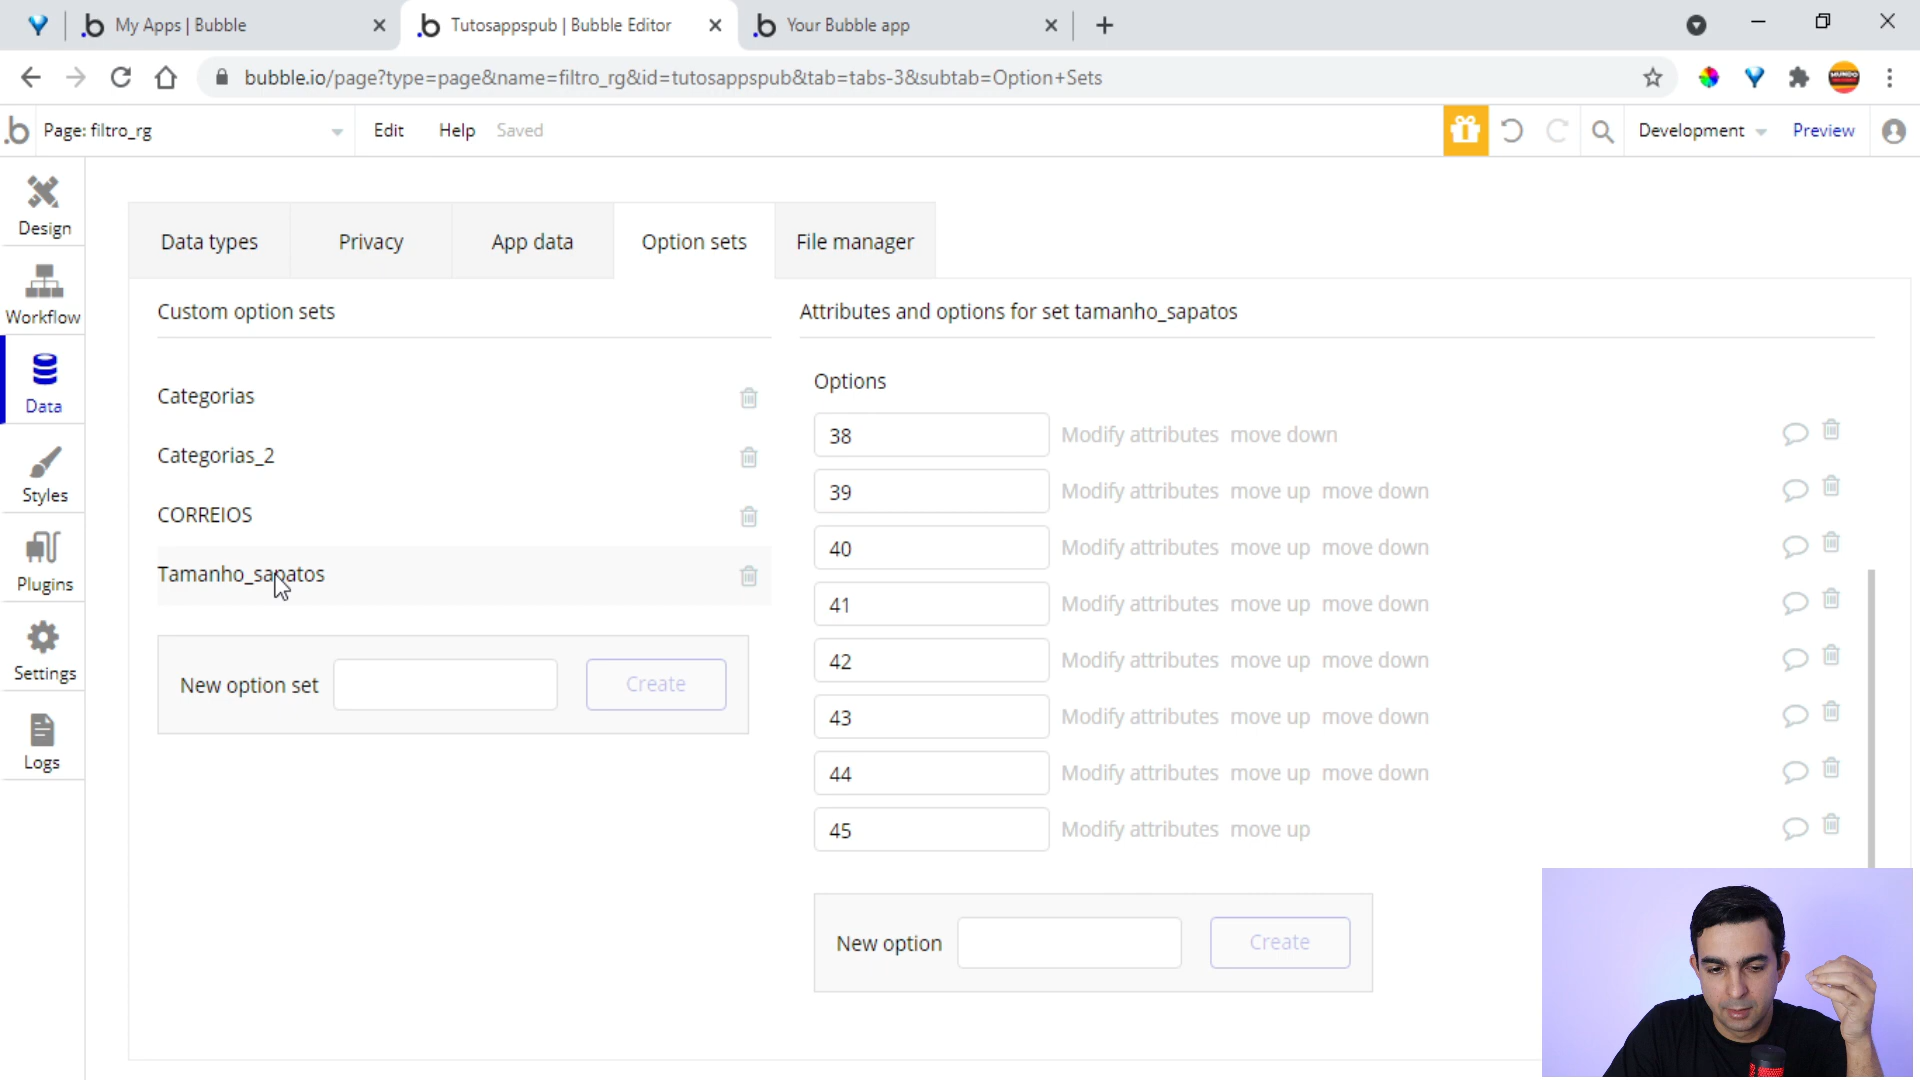 My Apps | Bubble
Tutosappspub | Bubble Editor
Your Bubble app
bubble.io/page?type=page&name=filtro_rg&id=tutosappspub&tab=tabs-3&subtab=Option+Sets
Page: filtro_rg
Edit
Help
Saved
Development
Preview
Design
Workflow
Data
Styles
Plugins
Settings
Logs
Data types
Privacy
App data
Option sets
File manager
Custom option sets
Categorias
Categorias_2
CORREIOS
Tamanho_sapatos
New option set
Create
Attributes and options for set tamanho_sapatos
Options
38 Modify attributes move down
39 Modify attributes move up move down
40 Modify attributes move up move down
41 Modify attributes move up move down
42 Modify attributes move up move down
43 Modify attributes move up move down
44 Modify attributes move up move down
45 Modify attributes move up
New option
Create